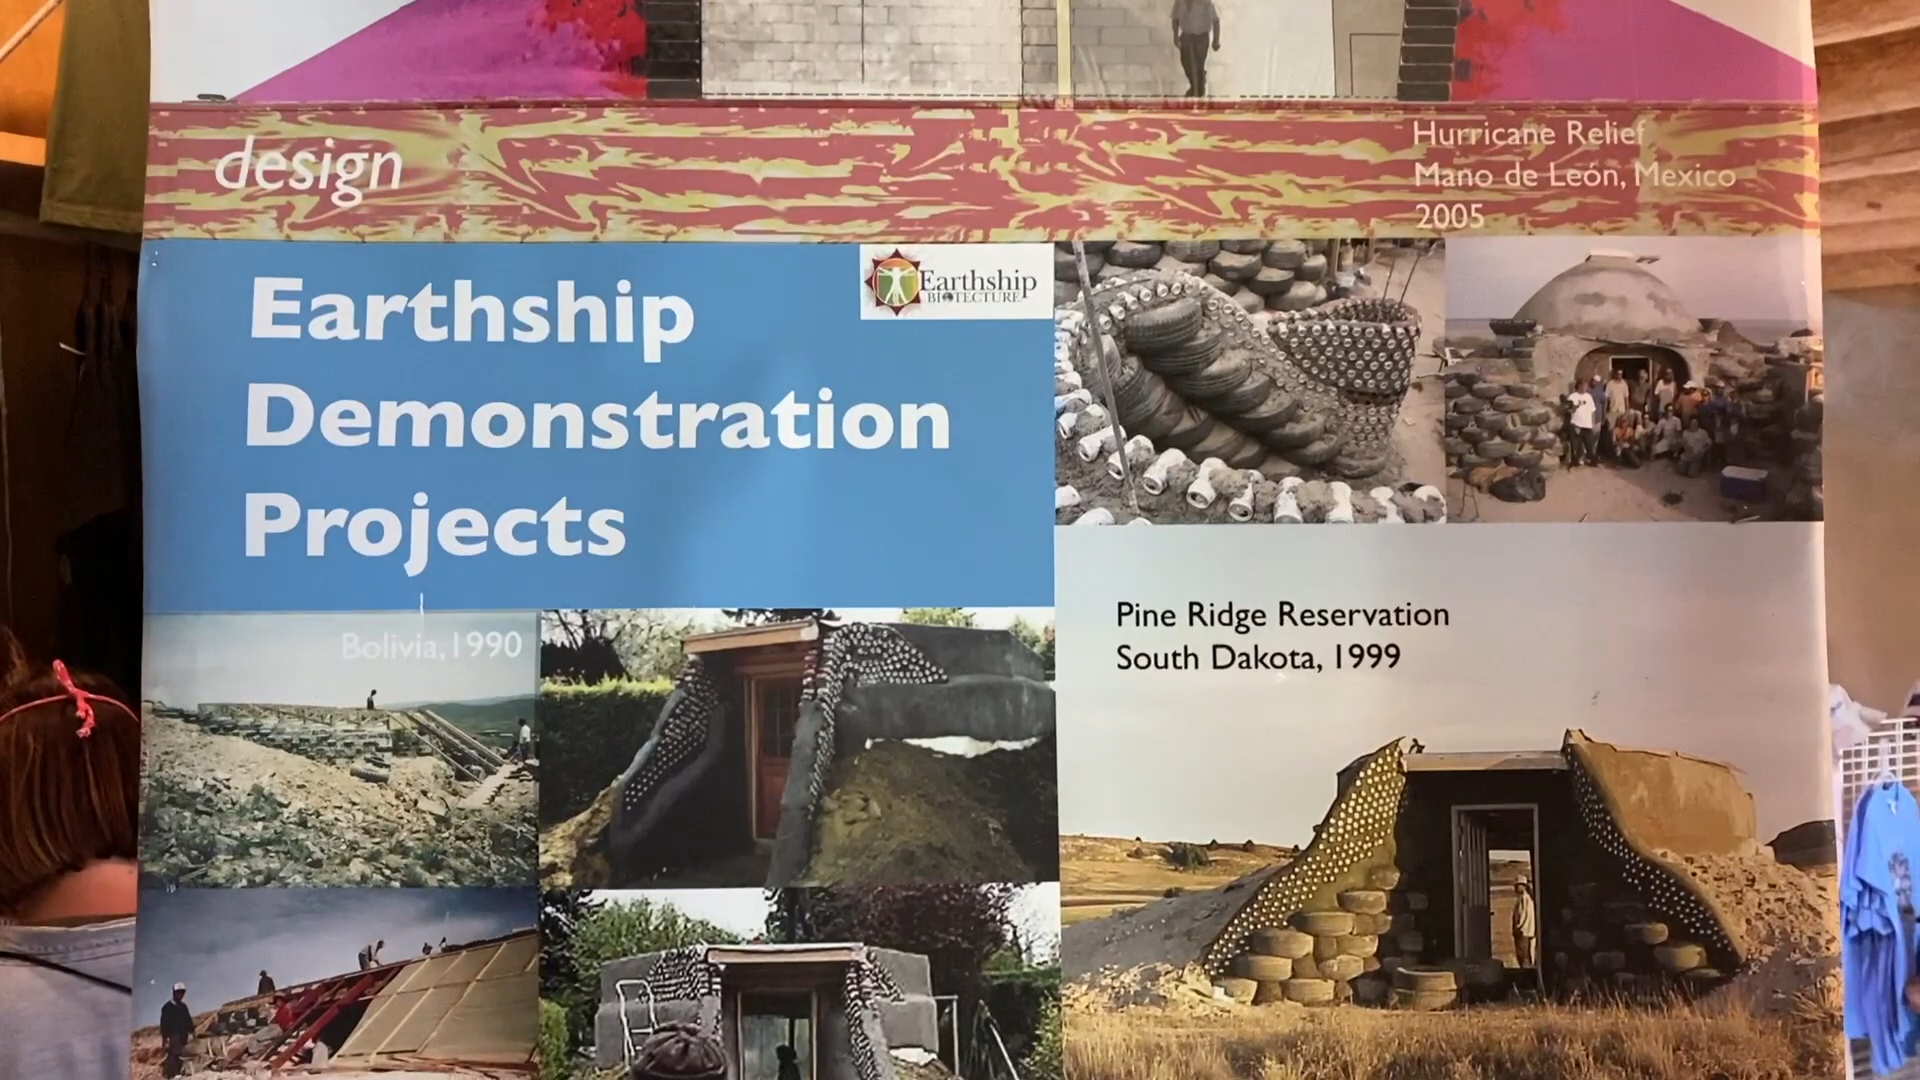 design
Hurricane Relief
Mano de León, Mexico
2005
Earthship
Demonstration
Projects
Earthship
BIOTECTURE
Bolivia, 1990
Pine Ridge Reservation
South Dakota, 1999